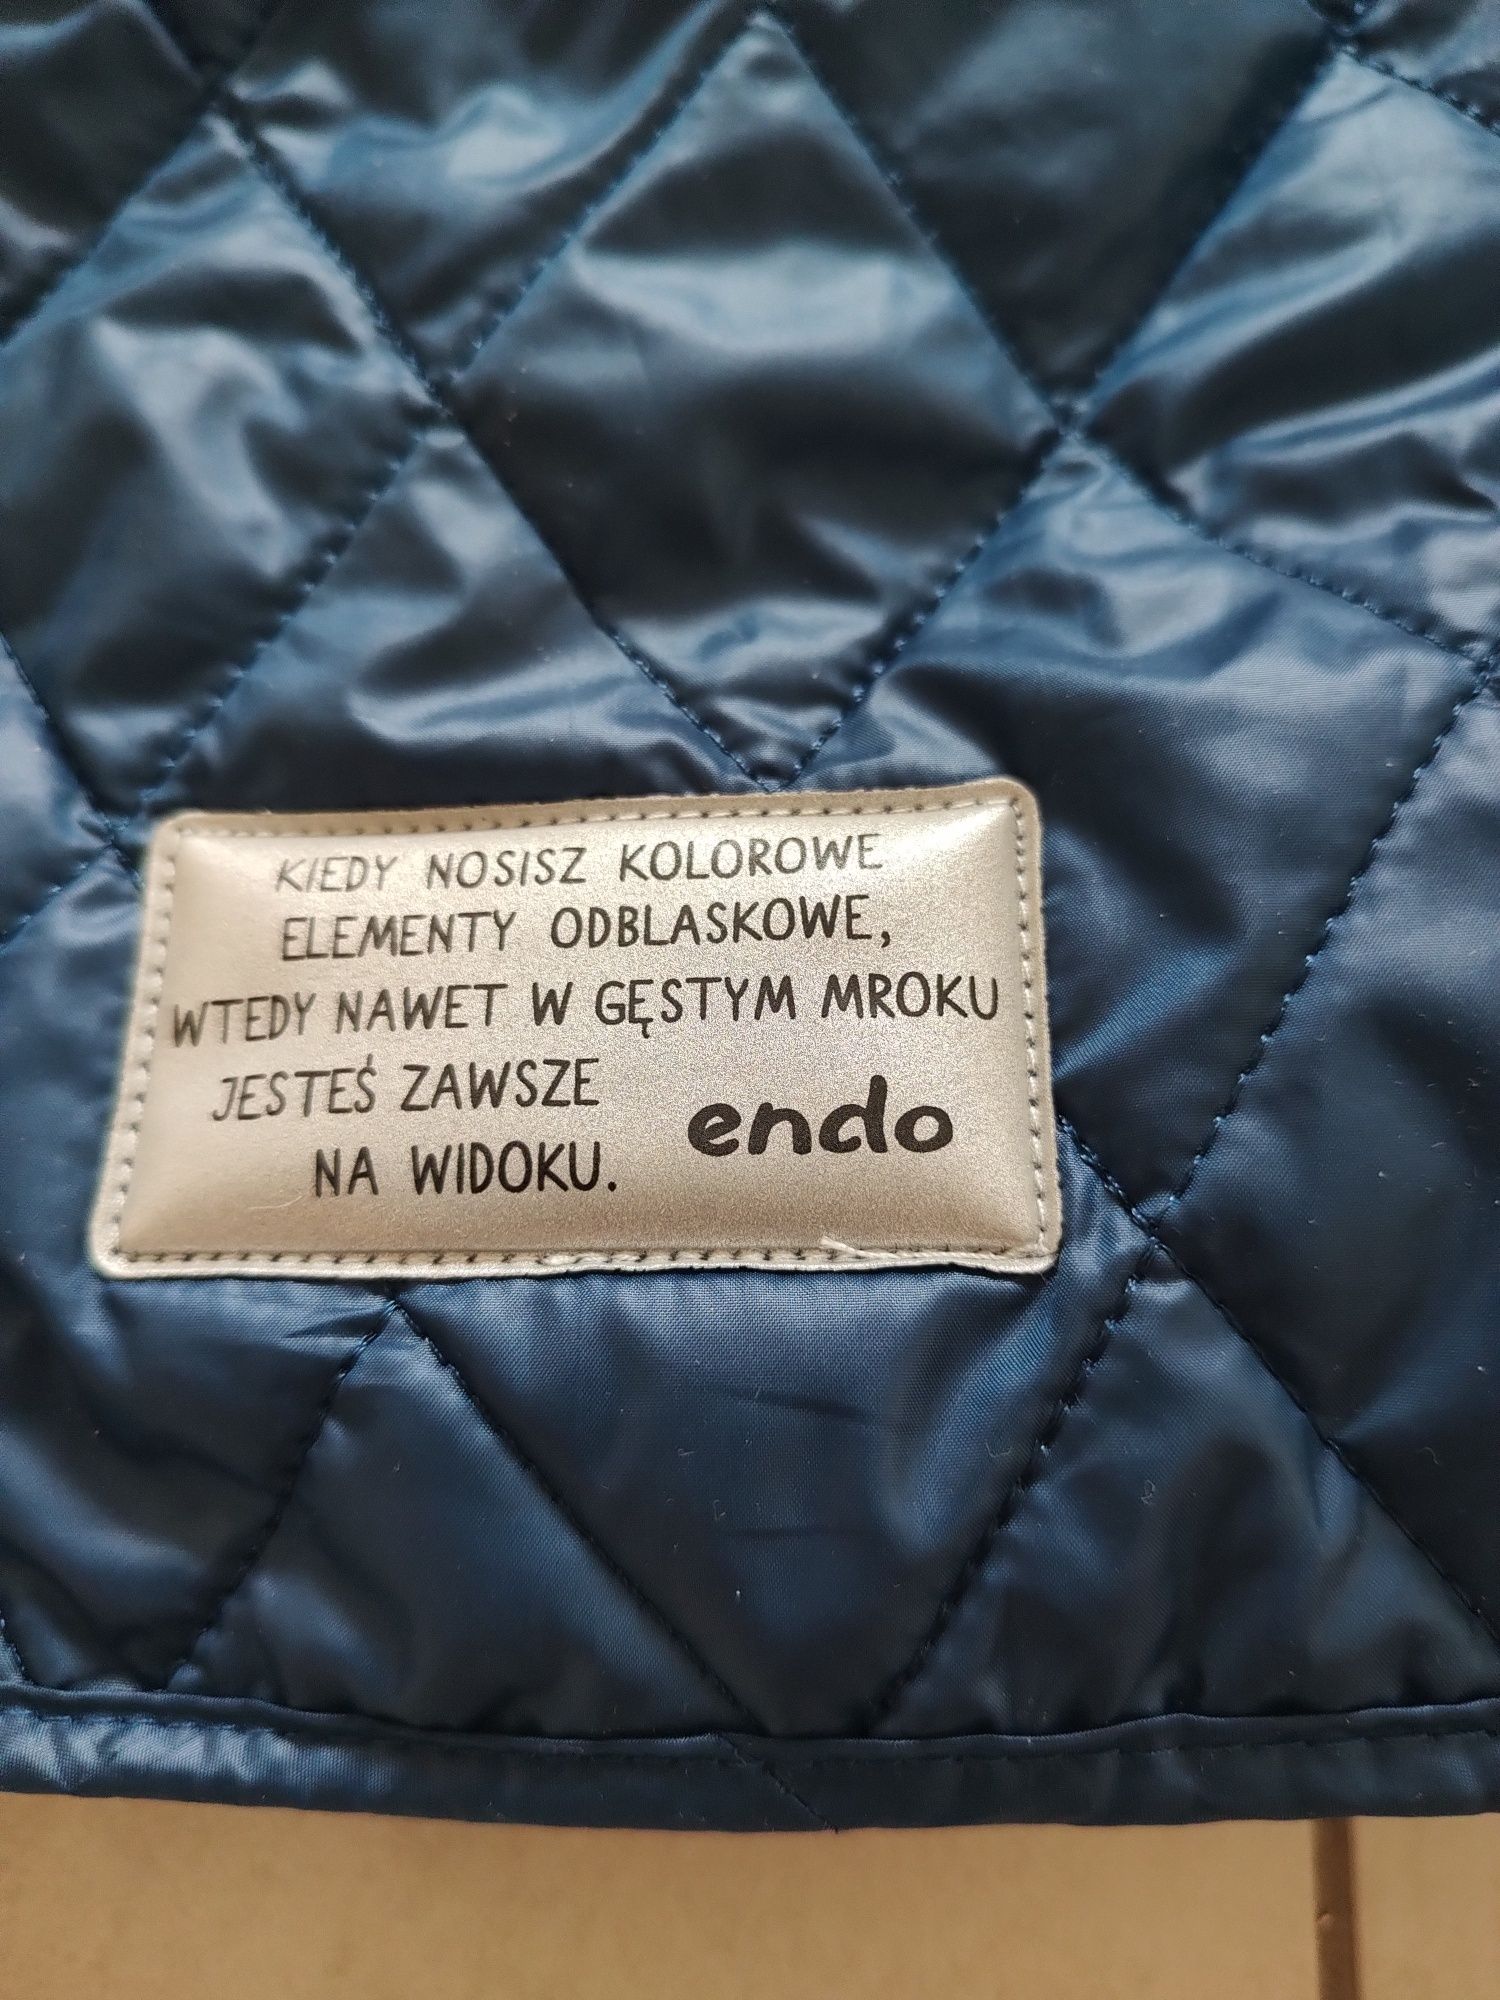 KIEDY NOSISZ KOLOROWE
ELEMENTY ODBLASKOWE,
WTEDY NAWET W GĘSTYM MROKU
JESTEŚ ZAWSZE
NA WIDOKU.
endo